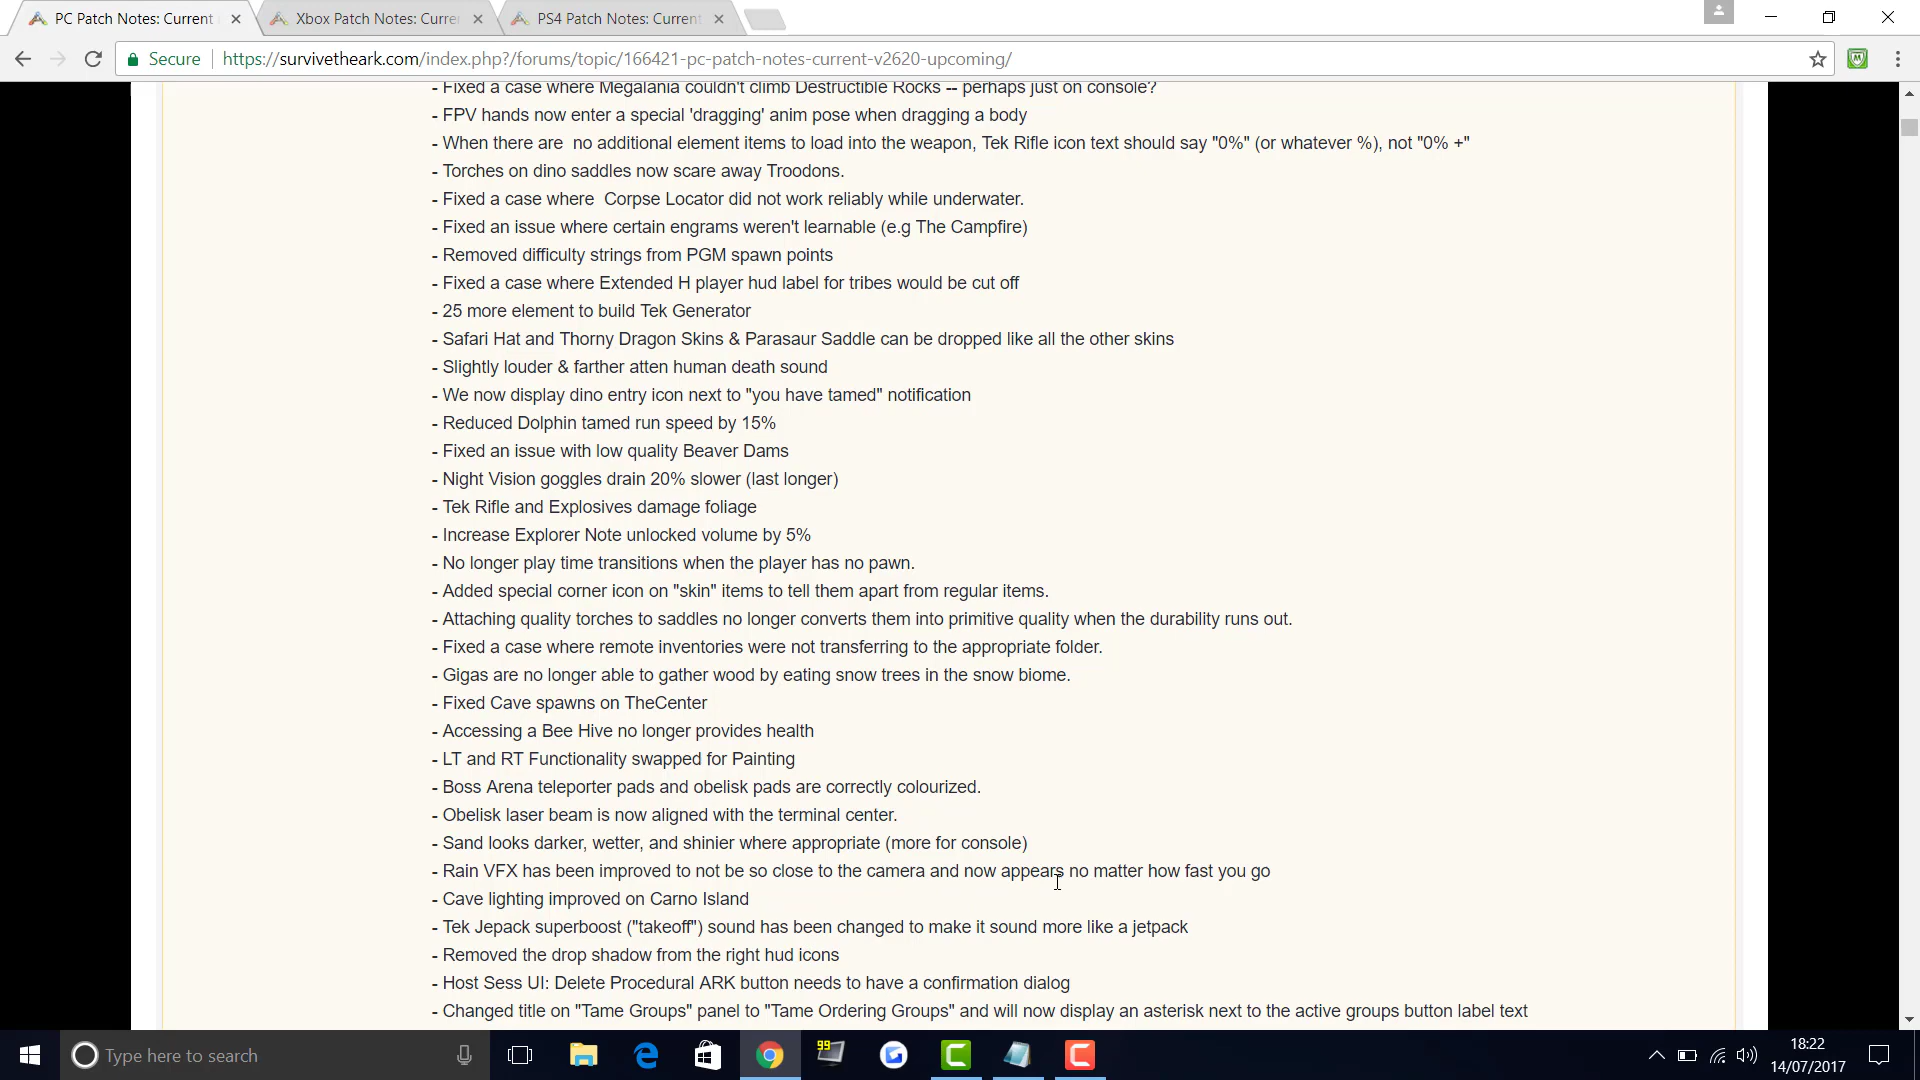 PC Patch Notes: Current
Xbox Patch Notes: Curre
PS4 Patch Notes: Current
Secure
https://survivetheark.com/index.php?/forums/topic/166421-pc-patch-notes-current-v2620-upcoming/
- Fixed a case where Megalania couldn't climb Destructible Rocks -- perhaps just on console?
- FPV hands now enter a special 'dragging' anim pose when dragging a body
- When there are  no additional element items to load into the weapon, Tek Rifle icon text should say "0%" (or whatever %), not "0% +"
- Torches on dino saddles now scare away Troodons.
- Fixed a case where  Corpse Locator did not work reliably while underwater.
- Fixed an issue where certain engrams weren't learnable (e.g The Campfire)
- Removed difficulty strings from PGM spawn points
- Fixed a case where Extended H player hud label for tribes would be cut off
- 25 more element to build Tek Generator
- Safari Hat and Thorny Dragon Skins & Parasaur Saddle can be dropped like all the other skins
- Slightly louder & farther atten human death sound
- We now display dino entry icon next to "you have tamed" notification
- Reduced Dolphin tamed run speed by 15%
- Fixed an issue with low quality Beaver Dams
- Night Vision goggles drain 20% slower (last longer)
- Tek Rifle and Explosives damage foliage
- Increase Explorer Note unlocked volume by 5%
- No longer play time transitions when the player has no pawn.
- Added special corner icon on "skin" items to tell them apart from regular items.
- Attaching quality torches to saddles no longer converts them into primitive quality when the durability runs out.
- Fixed a case where remote inventories were not transferring to the appropriate folder.
- Gigas are no longer able to gather wood by eating snow trees in the snow biome.
- Fixed Cave spawns on TheCenter
- Accessing a Bee Hive no longer provides health
- LT and RT Functionality swapped for Painting
- Boss Arena teleporter pads and obelisk pads are correctly colourized.
- Obelisk laser beam is now aligned with the terminal center.
- Sand looks darker, wetter, and shinier where appropriate (more for console)
- Rain VFX has been improved to not be so close to the camera and now appears no matter how fast you go
- Cave lighting improved on Carno Island
- Tek Jepack superboost ("takeoff") sound has been changed to make it sound more like a jetpack
- Removed the drop shadow from the right hud icons
- Host Sess UI: Delete Procedural ARK button needs to have a confirmation dialog
- Changed title on "Tame Groups" panel to "Tame Ordering Groups" and will now display an asterisk next to the active groups button label text
Type here to search
99
18:22
14/07/2017